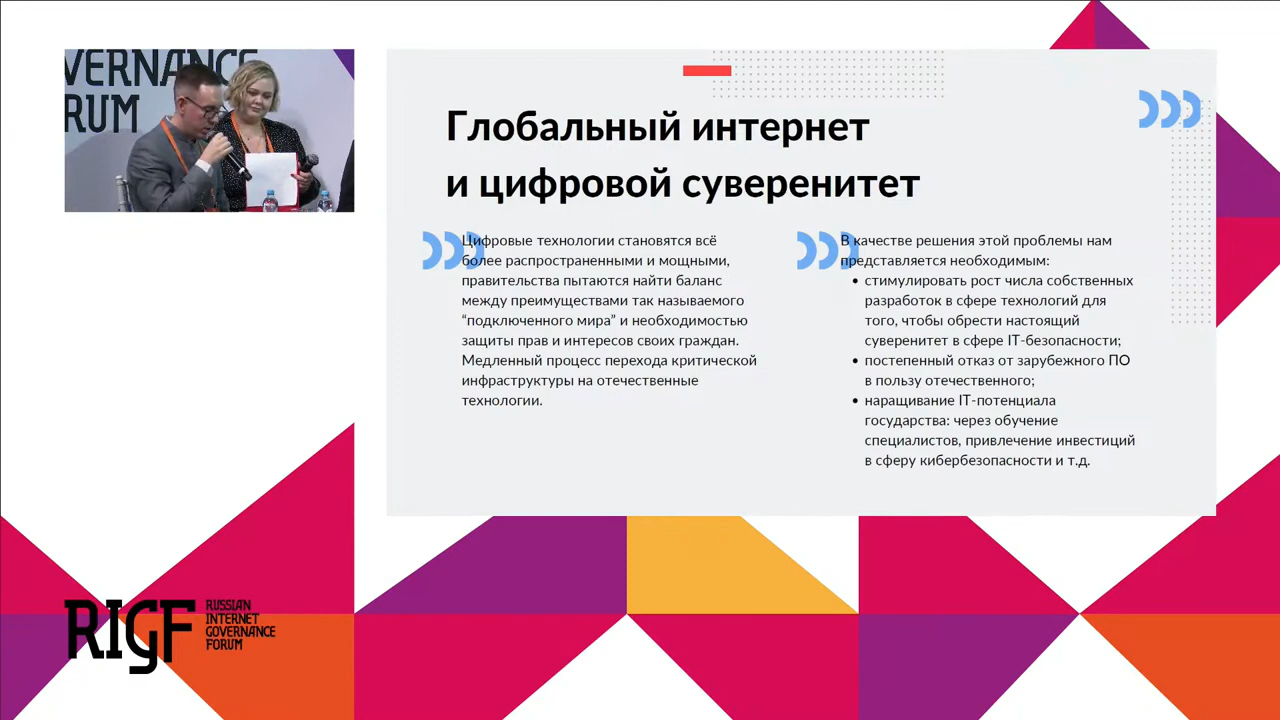 VERNANCE
FORUM
Глобальный интернет
и цифровой суверенитет
Цифровые технологии становятся всё
более распространенными и мощными,
правительства пытаются найти баланс
между преимуществами так называемого
“подключенного мира” и необходимостью
защиты прав и интересов своих граждан.
Медленный процесс перехода критической
инфраструктуры на отечественные
технологии.
В качестве решения этой проблемы нам
представляется необходимым:
• стимулировать рост числа собственных
разработок в сфере технологий для
того, чтобы обрести настоящий
суверенитет в сфере IT-безопасности;
• постепенный отказ от зарубежного ПО
в пользу отечественного;
• наращивание IT-потенциала
государства: через обучение
специалистов, привлечение инвестиций
в сферу кибербезопасности и т.д.
RIGF
RUSSIAN
INTERNET
GOVERNANCE
FORUM